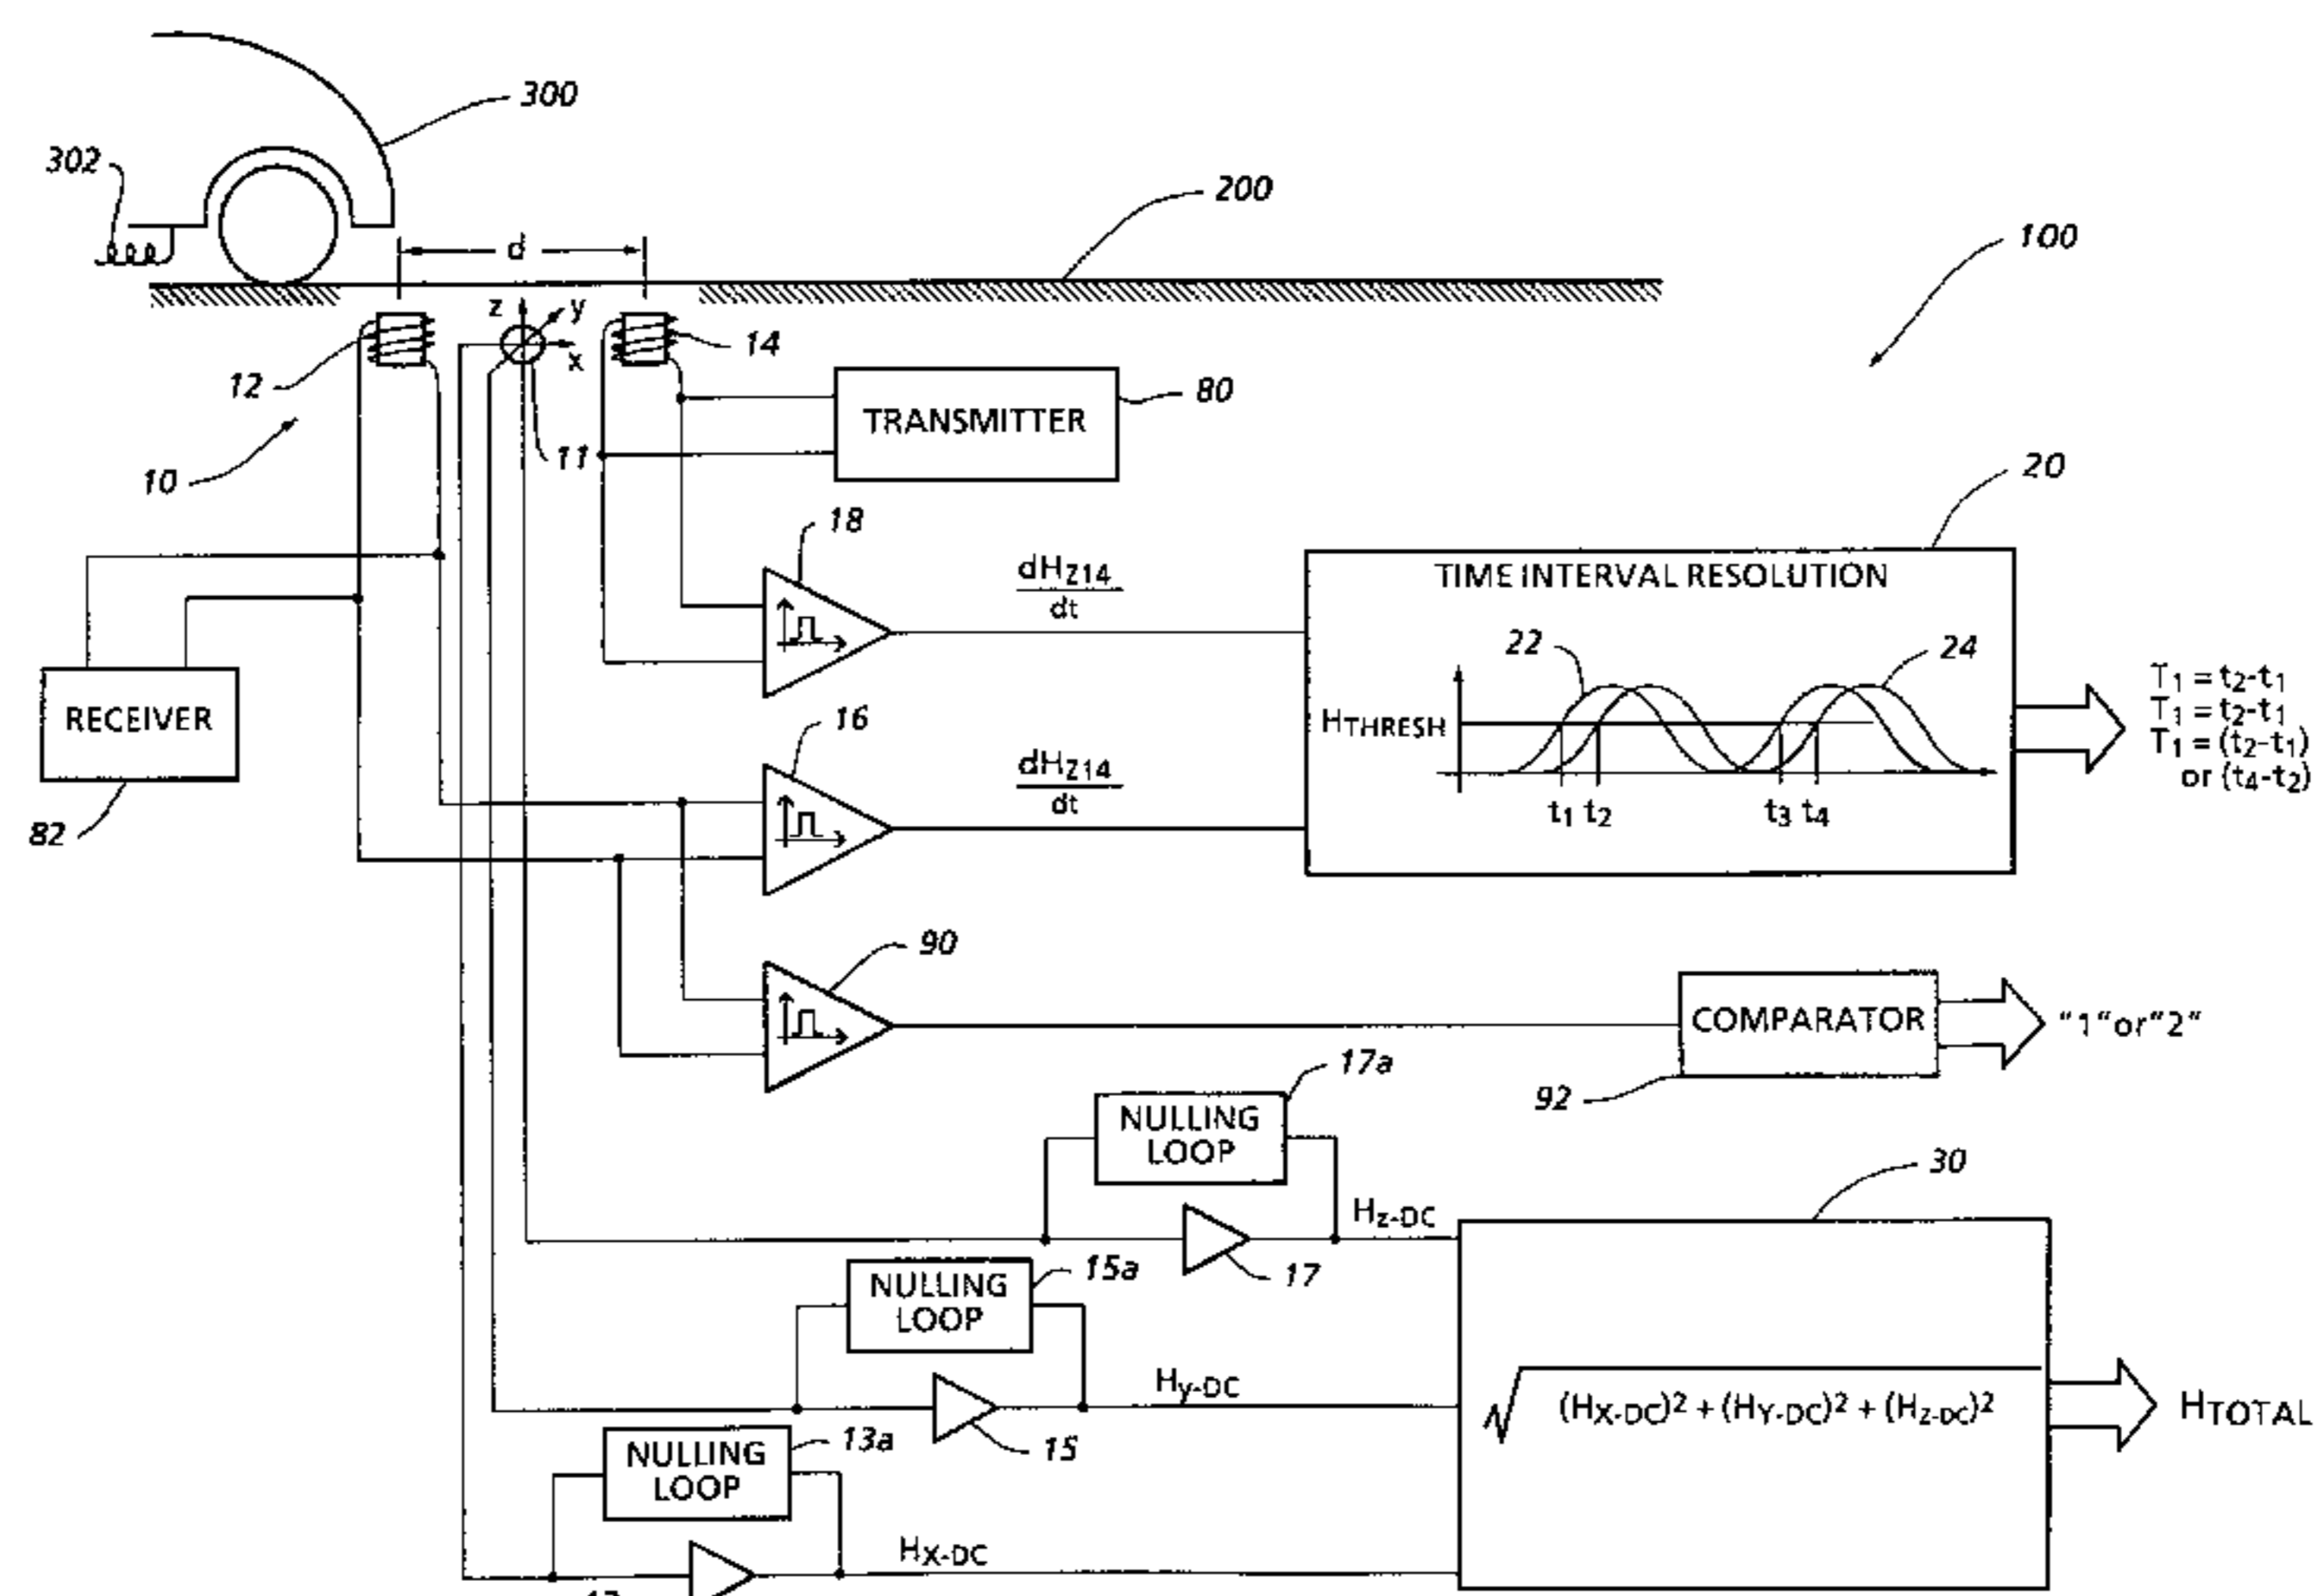 300
302
200
100
d
z
y
x
12
14
11
10
TRANSMITTER
80
18
20
dHZ14
dt
TIME INTERVAL RESOLUTION
22
24
HTHRESH
t1 t2
t3 t4
T1 = t2-t1
T1 = t2-t1
T1 = (t2-t1)
or (t4-t2)
RECEIVER
82
16
dHZ14
dt
90
COMPARATOR
"1" or "2"
92
17a
NULLING
LOOP
30
Hz-DC
17
15a
NULLING
LOOP
Hy-DC
15
(HX-DC)2 + (HY-DC)2 + (HZ-DC)2
HTOTAL
13a
NULLING
LOOP
HX-DC